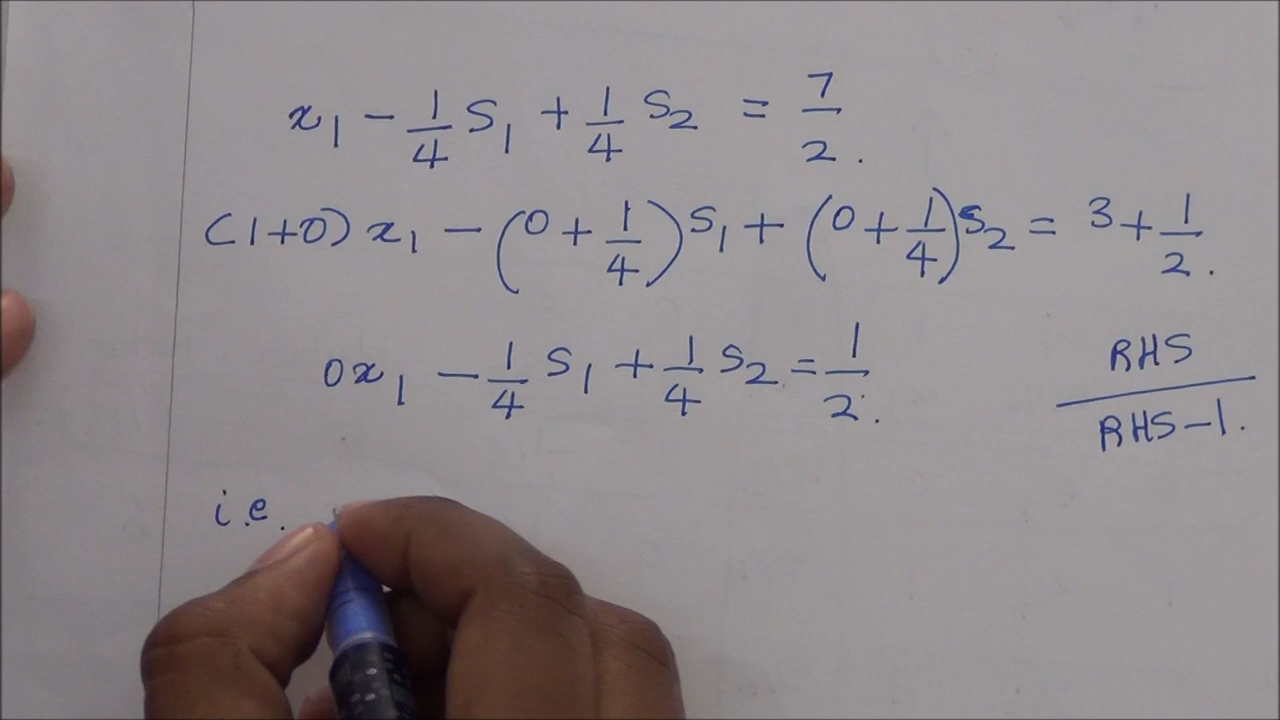 x₁ − 1/4 S₁ + 1/4 S₂ = 7/2.
(1+0) x₁ − (0 + 1/4) S₁ + (0 + 1/4) S₂ = 3 + 1/2.
0x₁ − 1/4 S₁ + 1/4 S₂ = 1/2.
RHS
RHS−1.
i.e.